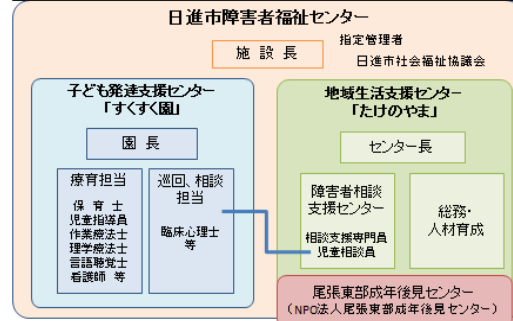 日進市障害者福祉センター
施 設 長
指定管理者
日進市社会福祉協議会
子ども発達支援センター
「すくすく園」
園 長
療育担当
保 育 士
児童指導員
作業療法士
理学療法士
言語聴覚士
看護師 等
巡回、相談
担当
臨床心理士
等
地域生活支援センター
「たけのやま」
センター長
障害者相談
支援センター
相談支援専門員
児童相談員
総務・
人材育成
尾張東部成年後見センター
（NPO法人尾張東部成年後見センター）